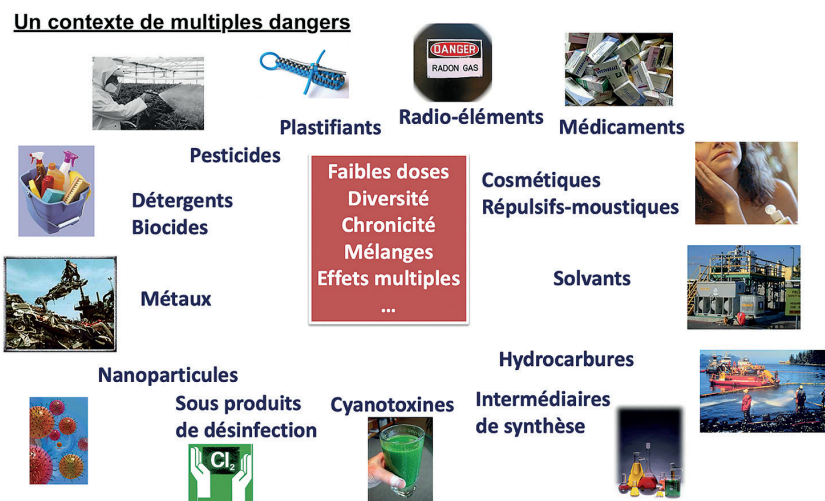 Un contexte de multiples dangers
DANGER
RADON GAS
Plastifiants
Radio-éléments
Médicaments
Pesticides
Faibles doses
Diversité
Chronicité
Mélanges
Effets multiples
...
Cosmétiques
Répulsifs-moustiques
Détergents
Biocides
Métaux
Solvants
Nanoparticules
Hydrocarbures
Sous produits
de désinfection
Cyanotoxines
Intermédiaires
de synthèse
Cl2